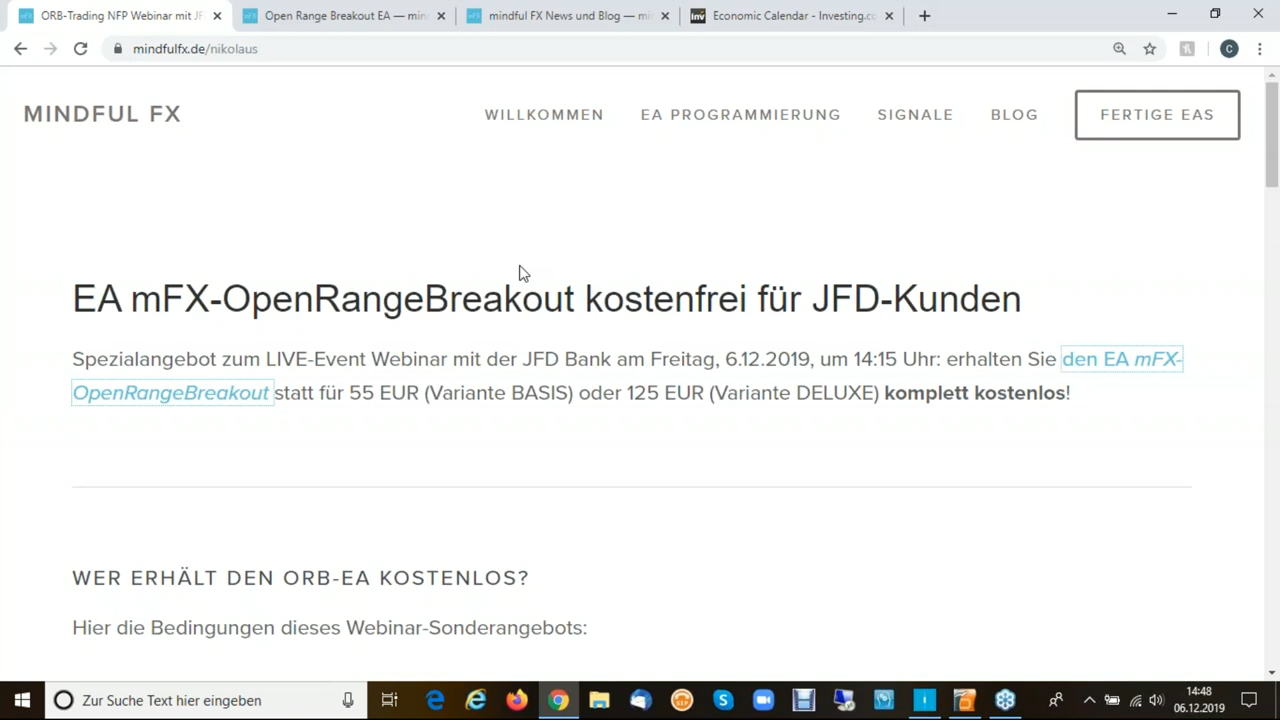 ORB-Trading NFP Webinar mit JF
Open Range Breakout EA — min
mindful FX News und Blog — mi
Economic Calendar - Investing.co
mindfulfx.de/nikolaus
C
MINDFUL FX
WILLKOMMEN
EA PROGRAMMIERUNG
SIGNALE
BLOG
FERTIGE EAS
EA mFX-OpenRangeBreakout kostenfrei für JFD-Kunden
Spezialangebot zum LIVE-Event Webinar mit der JFD Bank am Freitag, 6.12.2019, um 14:15 Uhr: erhalten Sie den EA mFX-
OpenRangeBreakout statt für 55 EUR (Variante BASIS) oder 125 EUR (Variante DELUXE) komplett kostenlos!
WER ERHÄLT DEN ORB-EA KOSTENLOS?
Hier die Bedingungen dieses Webinar-Sonderangebots:
Zur Suche Text hier eingeben
14:48
06.12.2019